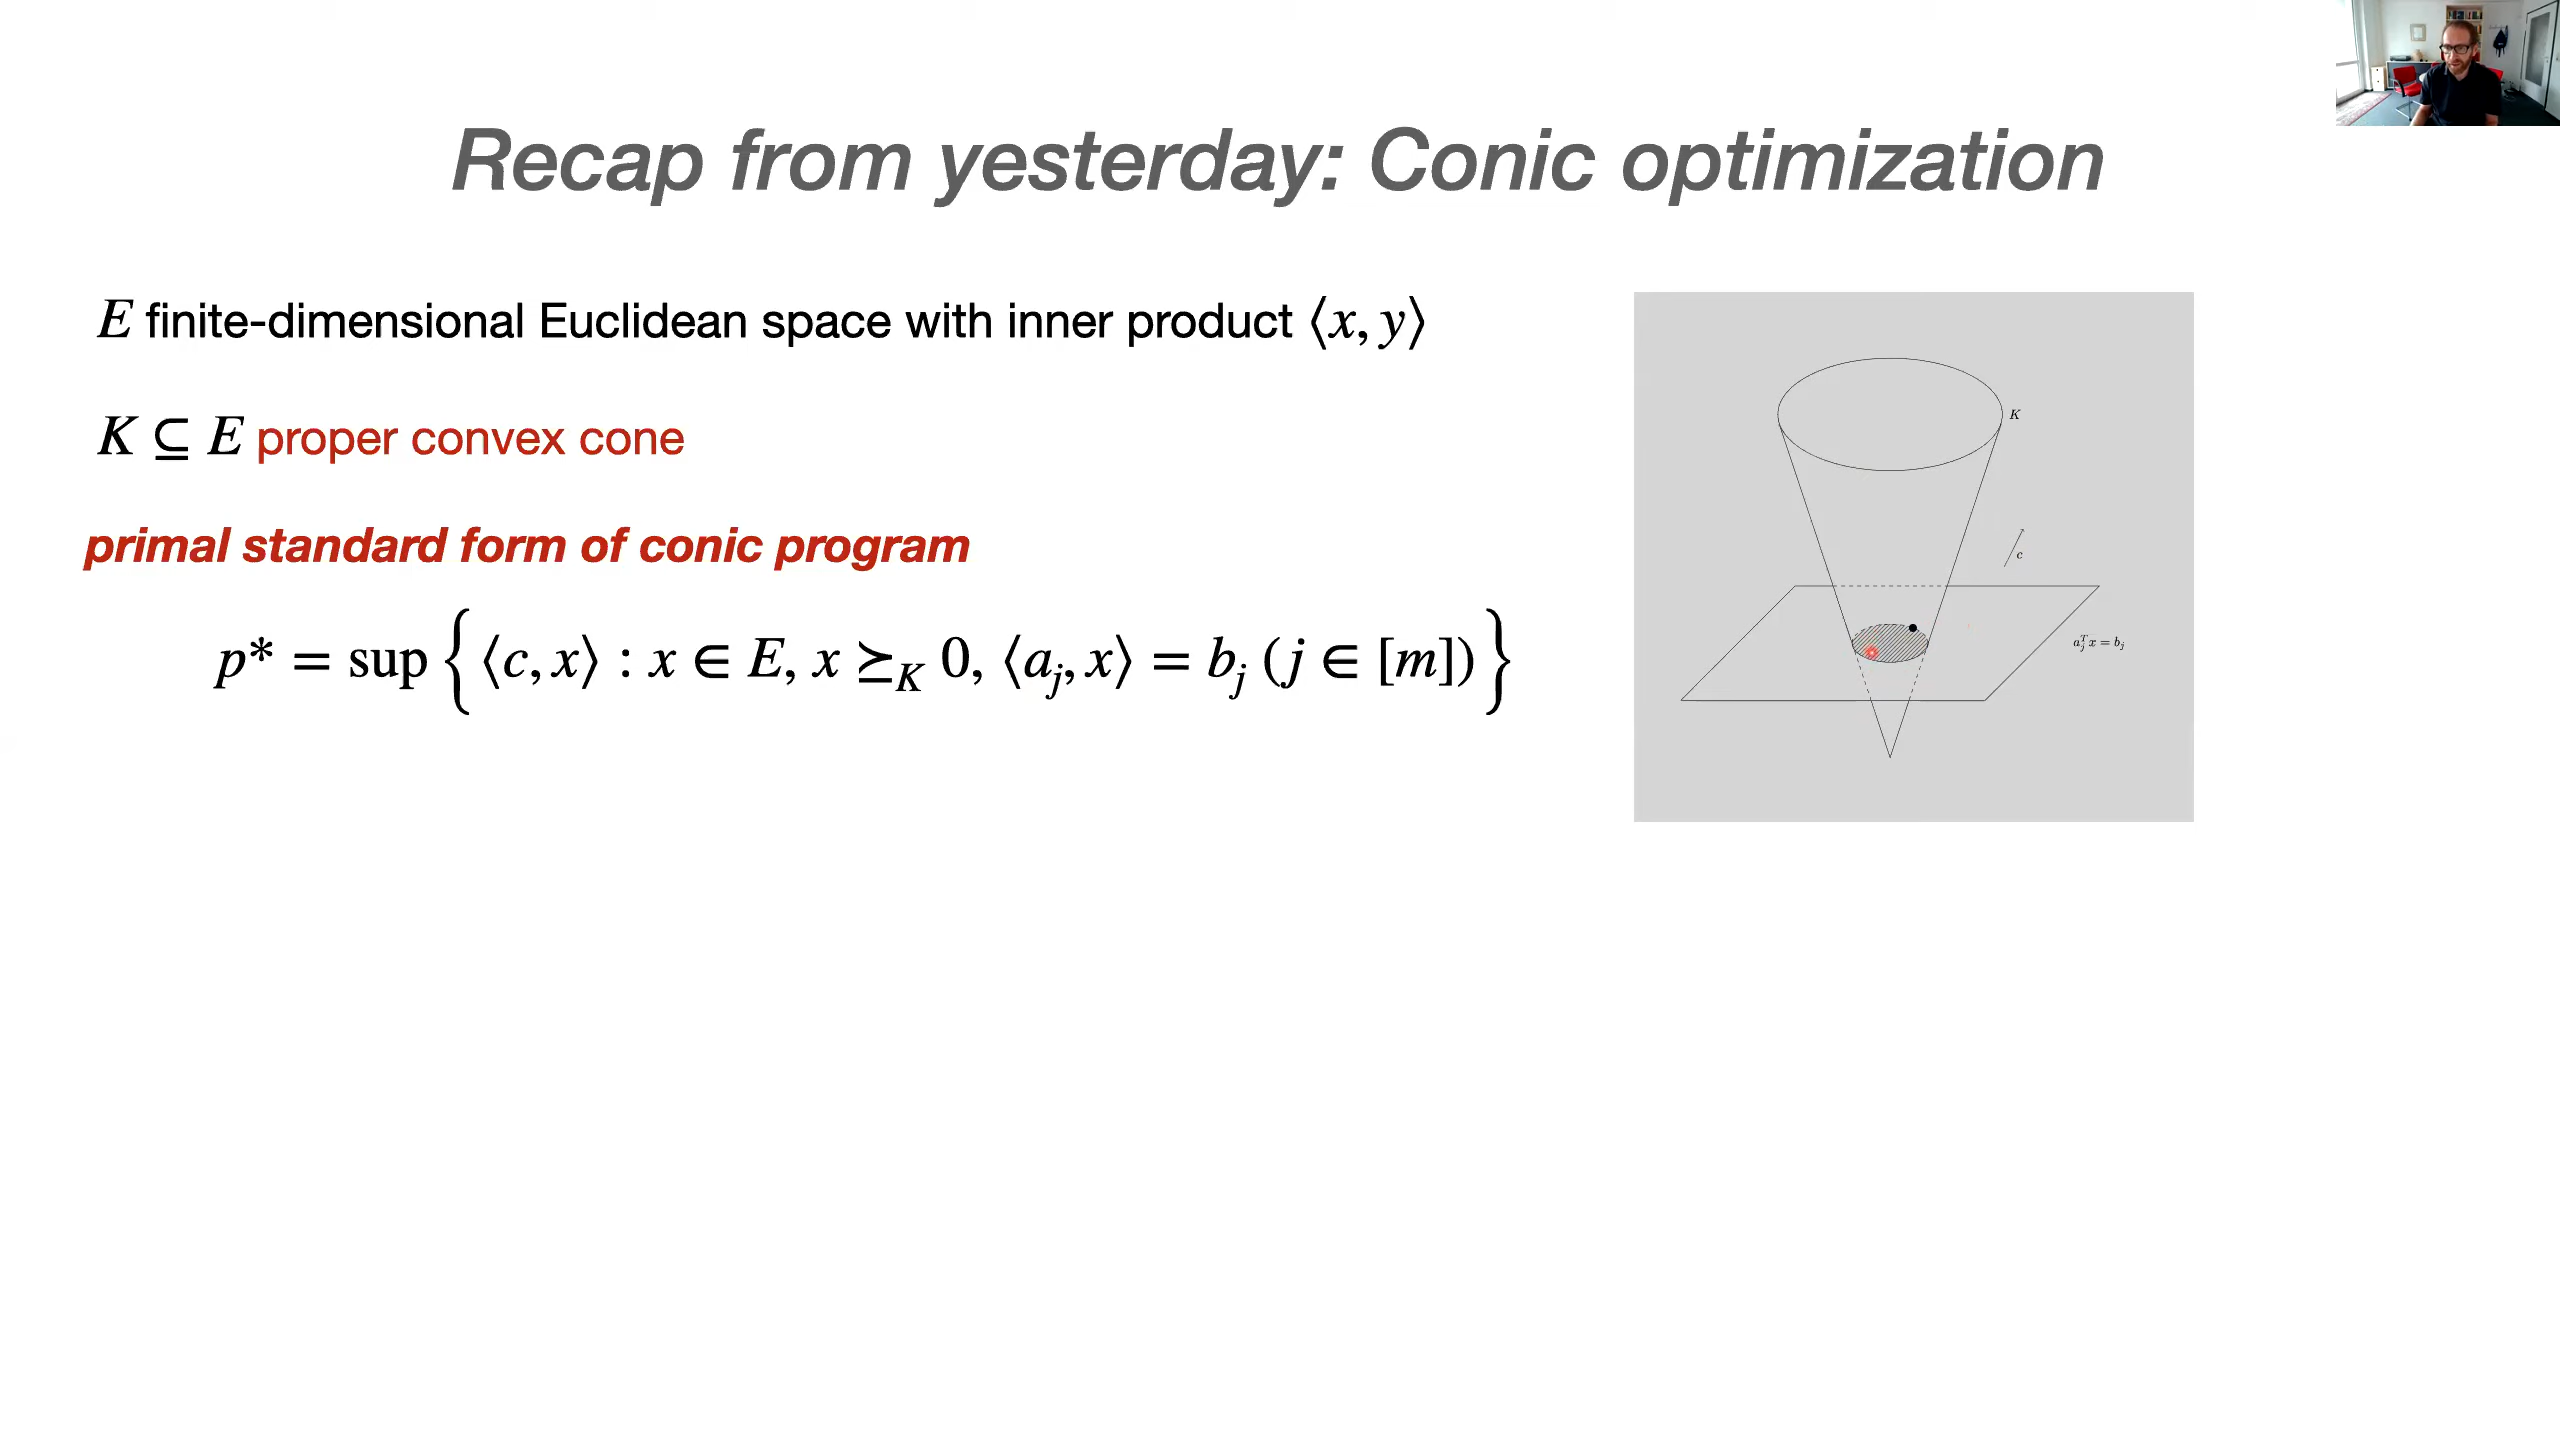 Recap from yesterday: Conic optimization
E finite-dimensional Euclidean space with inner product ⟨x, y⟩
K ⊆ E proper convex cone
primal standard form of conic program
p* = sup { ⟨c, x⟩ : x ∈ E, x ⪰_K 0, ⟨a_j, x⟩ = b_j (j ∈ [m]) }
K
c
a_j^T x = b_j